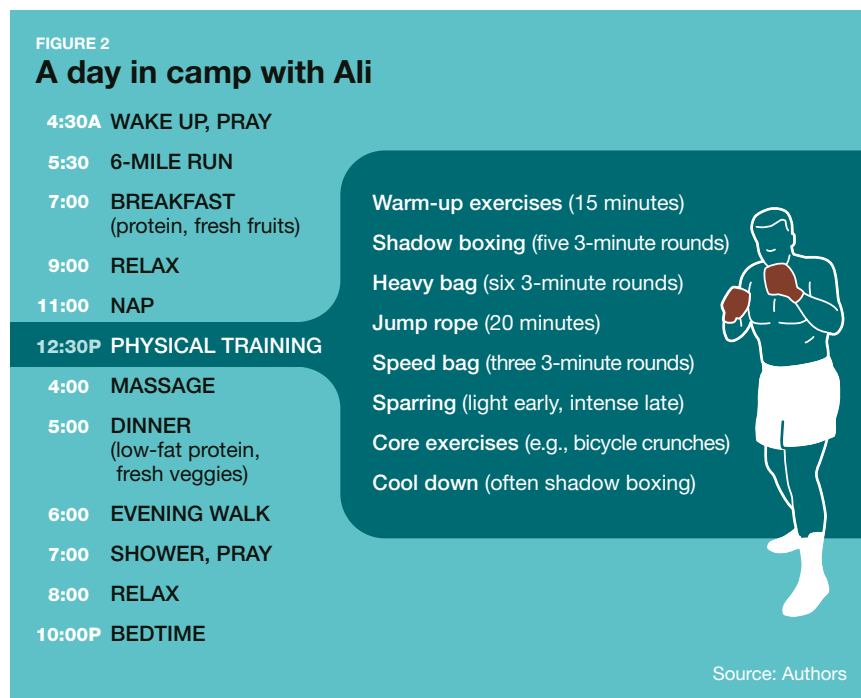 FIGURE 2
A day in camp with Ali
4:30A WAKE UP, PRAY
5:30 6-MILE RUN
7:00 BREAKFAST
(protein, fresh fruits)
9:00 RELAX
11:00 NAP
12:30P PHYSICAL TRAINING
4:00 MASSAGE
5:00 DINNER
(low-fat protein,
fresh veggies)
6:00 EVENING WALK
7:00 SHOWER, PRAY
8:00 RELAX
10:00P BEDTIME
Warm-up exercises (15 minutes)
Shadow boxing (five 3-minute rounds)
Heavy bag (six 3-minute rounds)
Jump rope (20 minutes)
Speed bag (three 3-minute rounds)
Sparring (light early, intense late)
Core exercises (e.g., bicycle crunches)
Cool down (often shadow boxing)
Source: Authors